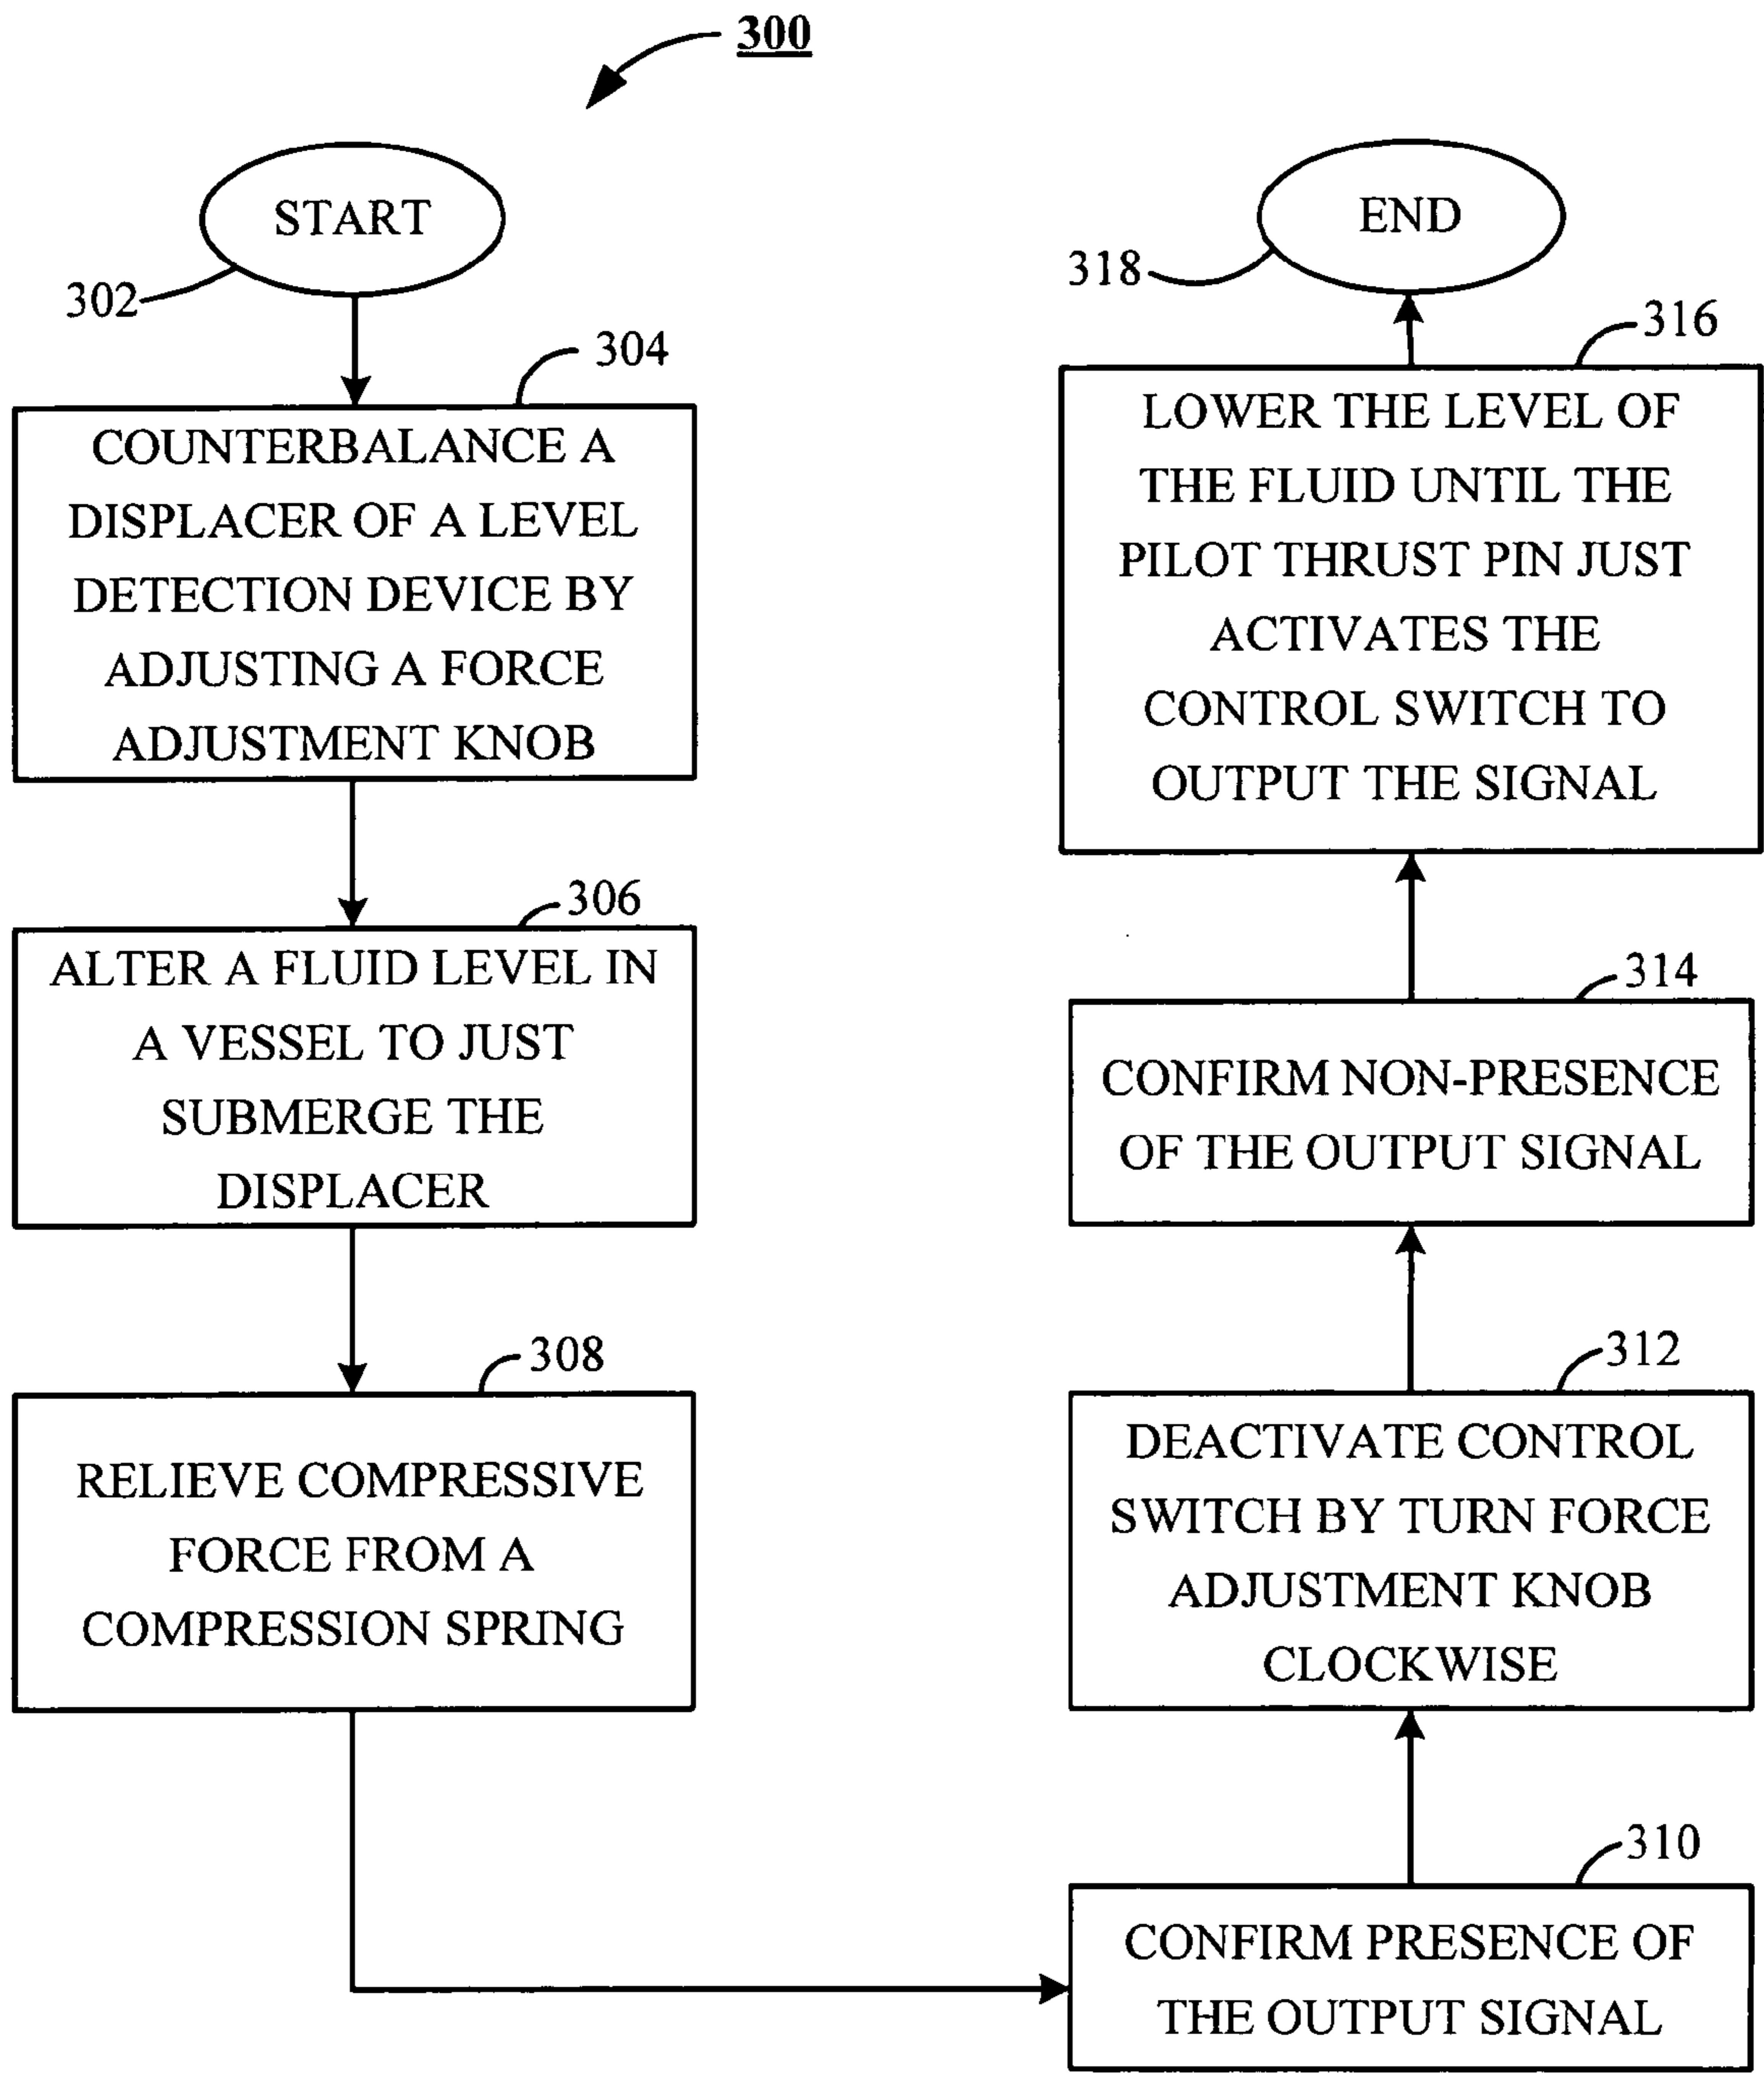 300
START
302
304
COUNTERBALANCE A
DISPLACER OF A LEVEL
DETECTION DEVICE BY
ADJUSTING A FORCE
ADJUSTMENT KNOB
306
ALTER A FLUID LEVEL IN
A VESSEL TO JUST
SUBMERGE THE
DISPLACER
308
RELIEVE COMPRESSIVE
FORCE FROM A
COMPRESSION SPRING
310
CONFIRM PRESENCE OF
THE OUTPUT SIGNAL
312
DEACTIVATE CONTROL
SWITCH BY TURN FORCE
ADJUSTMENT KNOB
CLOCKWISE
314
CONFIRM NON-PRESENCE
OF THE OUTPUT SIGNAL
316
LOWER THE LEVEL OF
THE FLUID UNTIL THE
PILOT THRUST PIN JUST
ACTIVATES THE
CONTROL SWITCH TO
OUTPUT THE SIGNAL
END
318